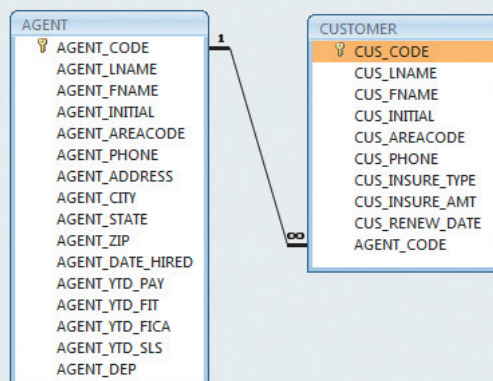 AGENT
AGENT_CODE
AGENT_LNAME
AGENT_FNAME
AGENT_INITIAL
AGENT_AREACODE
AGENT_PHONE
AGENT_ADDRESS
AGENT_CITY
AGENT_STATE
AGENT_ZIP
AGENT_DATE_HIRED
AGENT_YTD_PAY
AGENT_YTD_FIT
AGENT_YTD_FICA
AGENT_YTD_SLS
AGENT_DEP
1
∞
CUSTOMER
CUS_CODE
CUS_LNAME
CUS_FNAME
CUS_INITIAL
CUS_AREACODE
CUS_PHONE
CUS_INSURE_TYPE
CUS_INSURE_AMT
CUS_RENEW_DATE
AGENT_CODE